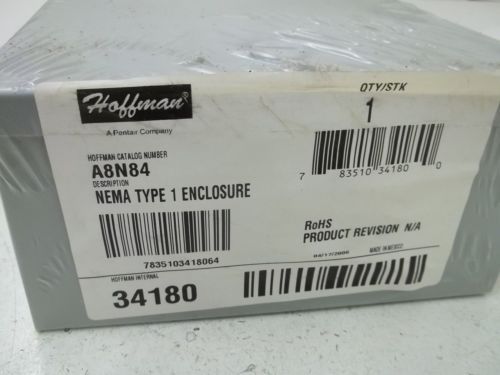 Hoffman®
A Pentair Company
HOFFMAN CATALOG NUMBER
A8N84
DESCRIPTION
NEMA TYPE 1 ENCLOSURE
7835103418064
HOFFMAN INTERNAL
34180
QTY/STK
1
7 83510 34180 0
RoHS
PRODUCT REVISION N/A
MADE IN MEXICO